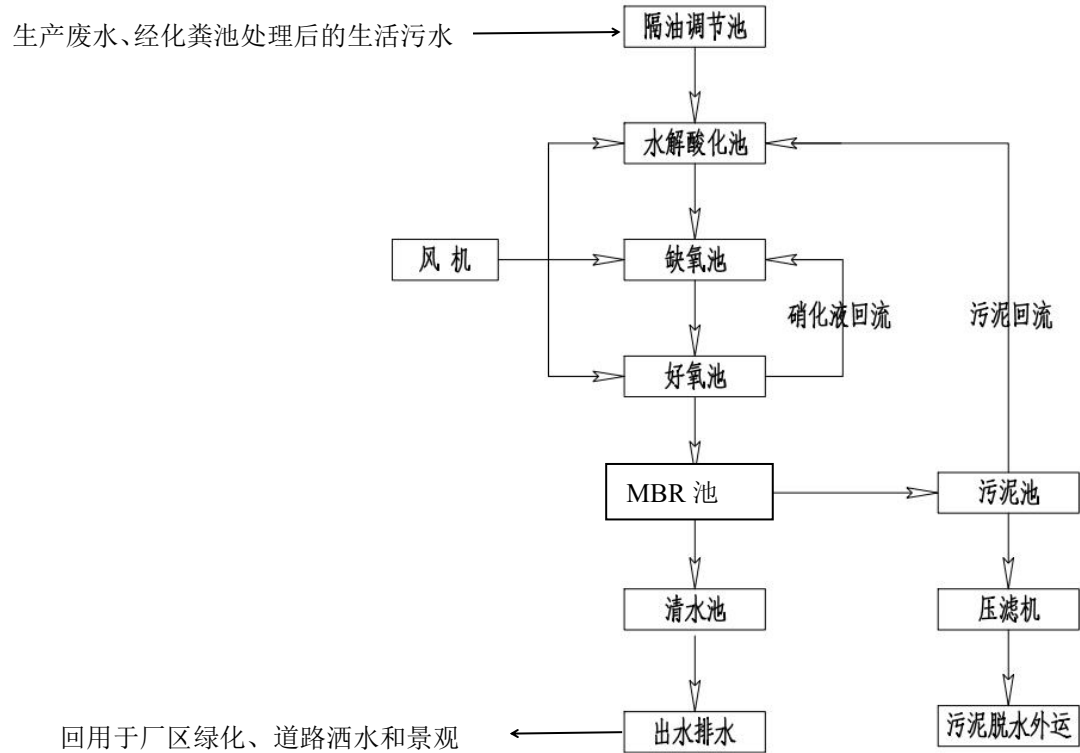 生产废水、经化粪池处理后的生活污水
隔油调节池
水解酸化池
风 机
缺氧池
硝化液回流
污泥回流
好氧池
MBR 池
污泥池
清水池
压滤机
回用于厂区绿化、道路洒水和景观
出水排水
污泥脱水外运